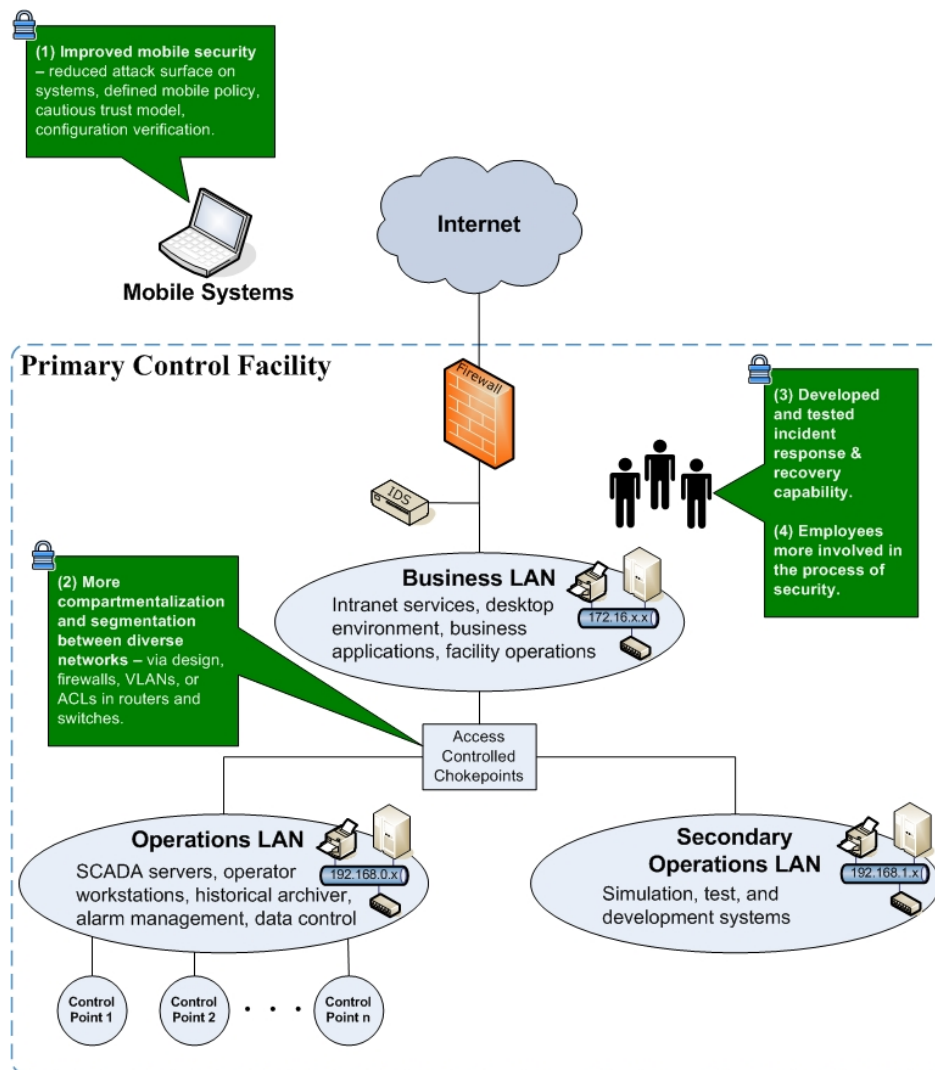 (1) Improved mobile security
– reduced attack surface on
systems, defined mobile policy,
cautious trust model,
configuration verification.
Internet
Mobile Systems
Primary Control Facility
Firewall
(3) Developed
and tested
incident
response &
recovery
capability.
(4) Employees
more involved in
the process of
security.
IDS
(2) More
compartmentalization
and segmentation
between diverse
networks – via design,
firewalls, VLANs, or
ACLs in routers and
switches.
Business LAN
Intranet services, desktop
environment, business
applications, facility operations
172.16.x.x
Access
Controlled
Chokepoints
Operations LAN
SCADA servers, operator
workstations, historical archiver,
alarm management, data control
192.168.0.x
Secondary
Operations LAN
Simulation, test, and
development systems
192.168.1.x
Control
Point 1
Control
Point 2
. . .
Control
Point n